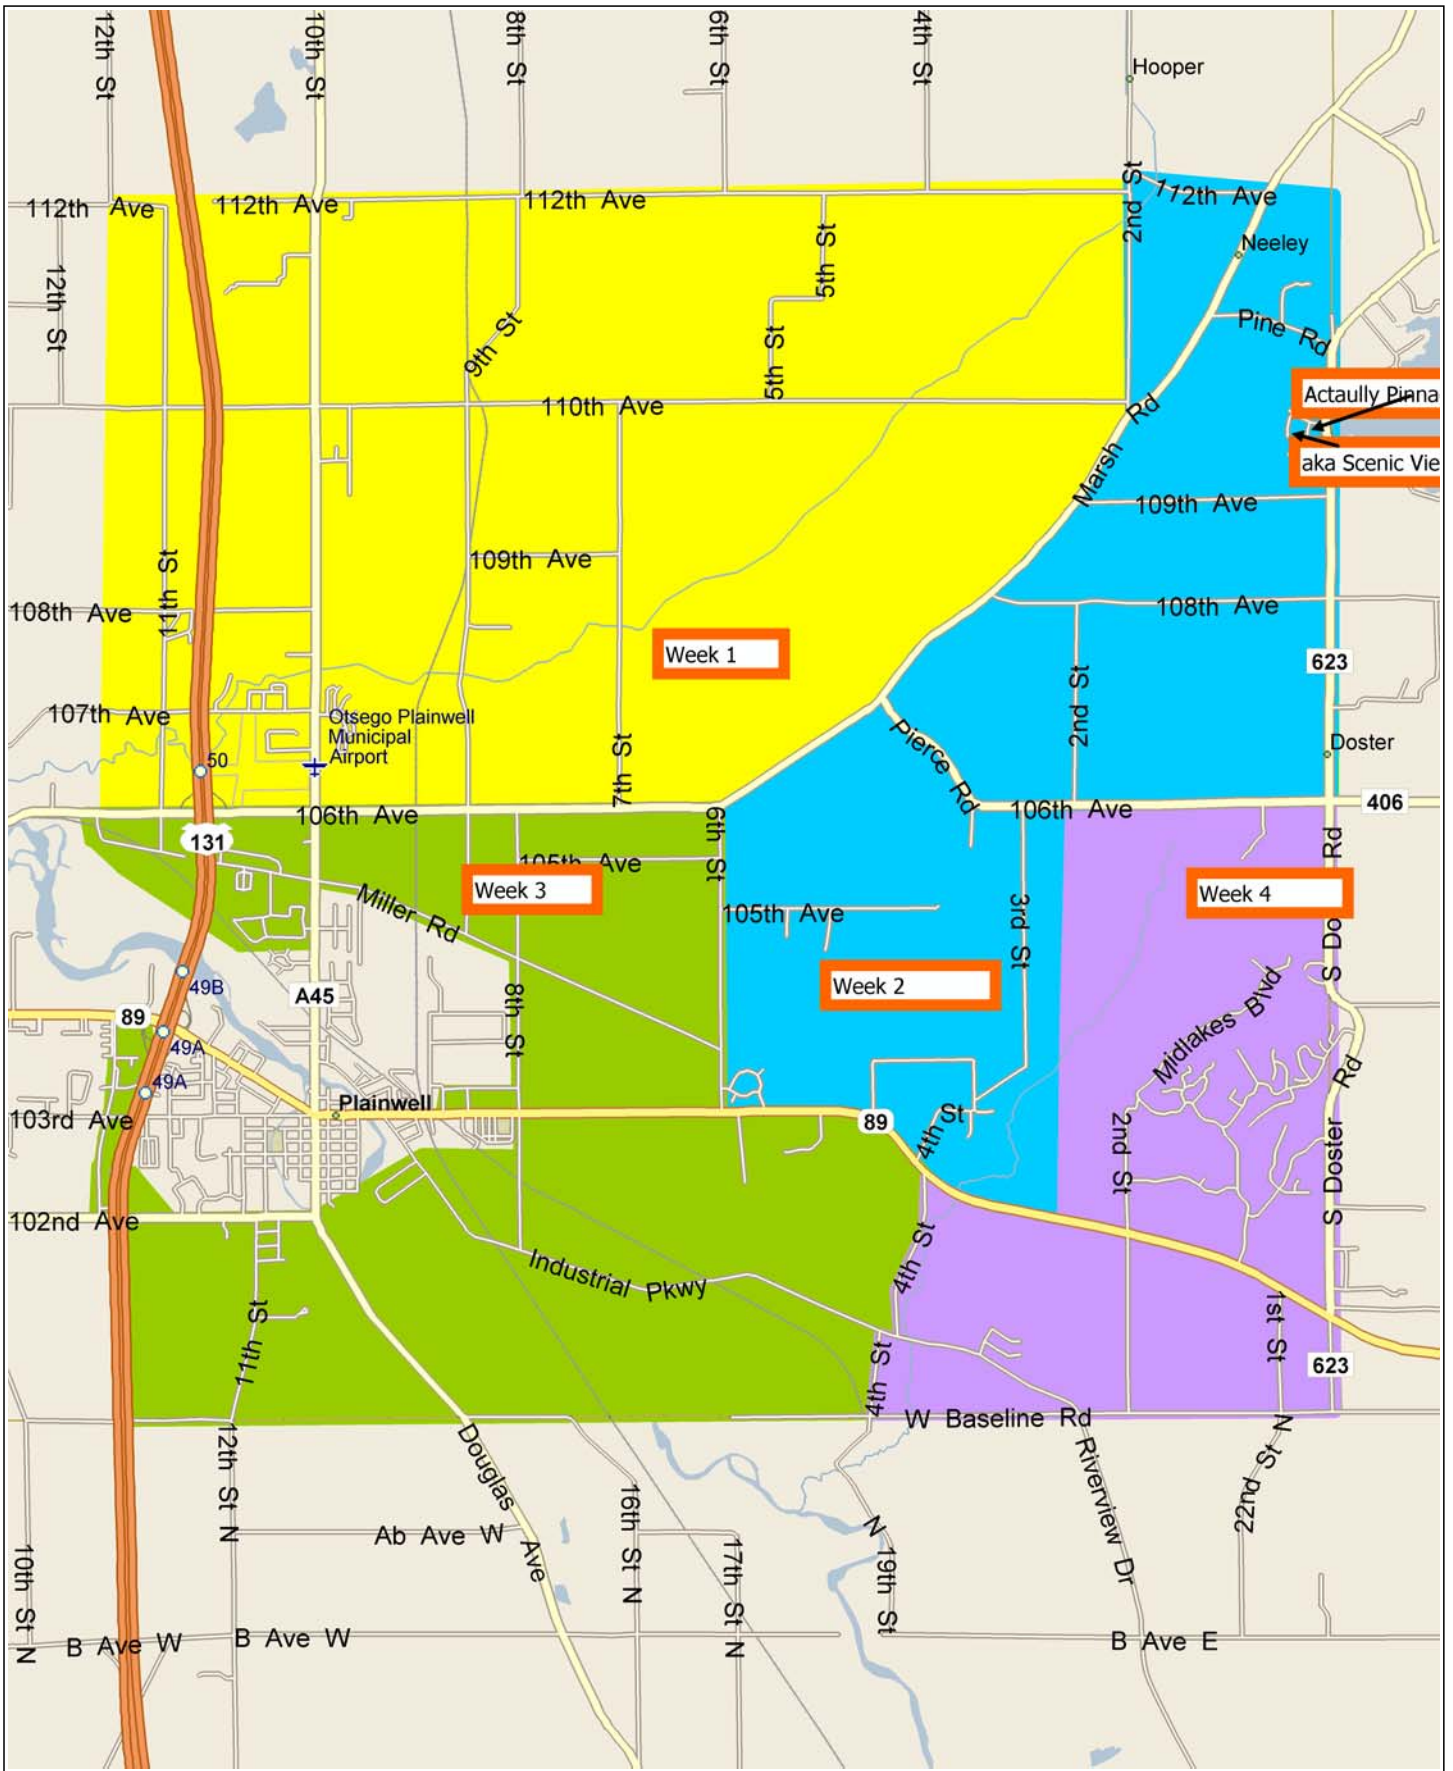 12th St
10th St
8th St
6th St
4th St
Hooper
112th Ave
112th Ave
112th Ave
2nd St
112th Ave
Neeley
12th St
5th St
9th St
Pine Rd
5th St
110th Ave
Marsh Rd
Actaully Pinna
aka Scenic Vie
109th Ave
11th St
109th Ave
108th Ave
108th Ave
Week 1
623
2nd St
107th Ave
Otsego Plainwell
Municipal
Airport
7th St
Pierce Rd
Doster
50
106th Ave
106th Ave
406
131
6th St
105th Ave
Week 3
Week 4
S Do Rd
Miller Rd
105th Ave
3rd St
Week 2
49B
A45
8th St
89
49A
Midlakes Blvd
49A
Plainwell
103rd Ave
89
4th St
2nd St
S Doster Rd
102nd Ave
4th St
Industrial Pkwy
11th St
1st St
4th St
623
W Baseline Rd
12th St N
Douglas Ave
16th St N
Riverview Dr
22nd St N
Ab Ave W
N 19th St
10th St N
17th St N
B Ave W
B Ave W
B Ave E